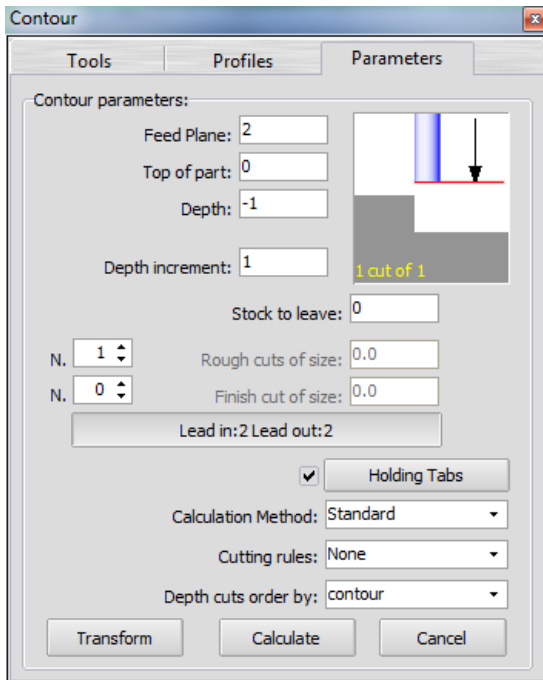 Contour
Tools Profiles Parameters
Contour parameters:
Feed Plane: 2
Top of part: 0
Depth: -1
Depth increment: 1
1 cut of 1
Stock to leave: 0
N. 1 Rough cuts of size: 0.0
N. 0 Finish cut of size: 0.0
Lead in:2 Lead out:2
Holding Tabs
Calculation Method: Standard
Cutting rules: None
Depth cuts order by: contour
Transform Calculate Cancel